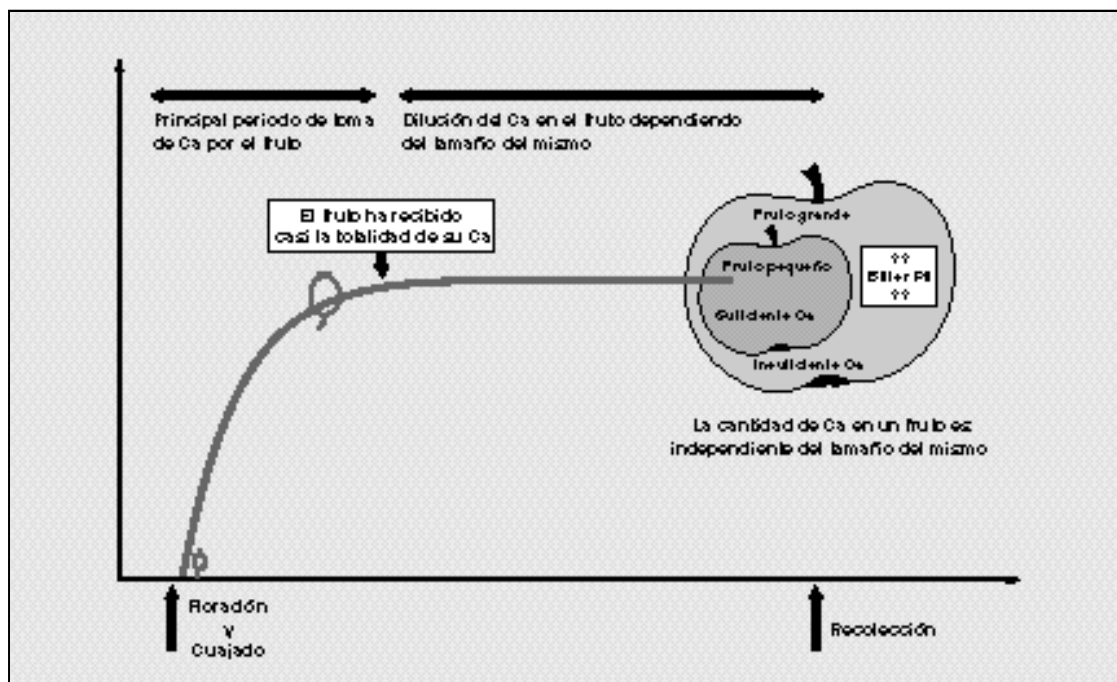 Principal periodo de toma
de Ca por el fruto
Dilución del Ca en el fruto dependiendo
del tamaño del mismo
El fruto ha recibido
casi la totalidad de su Ca
Fruto grande
Fruto pequeño
Bitter Pit
Suficiente Ca
Insuficiente Ca
La cantidad de Ca en un fruto es
independiente del tamaño del mismo
Floración
y
Cuajado
Recolección